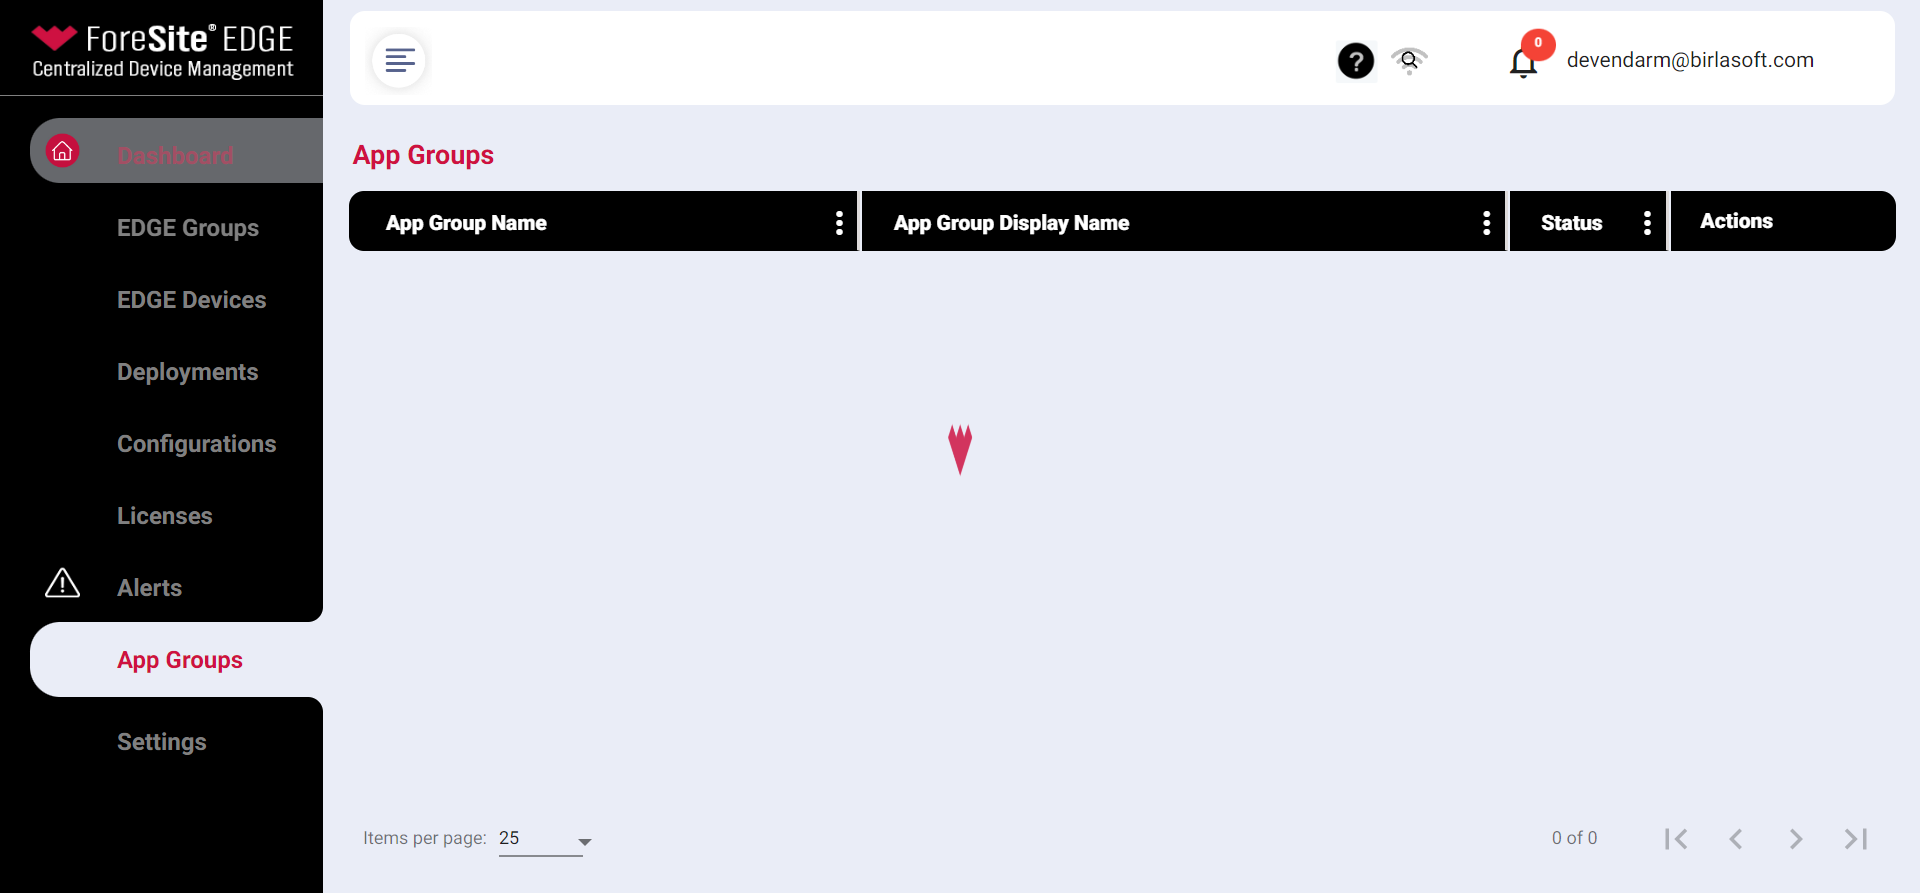 ForeSite® EDGE
Centralized Device Management
?
0
devendarm@birlasoft.com
Dashboard
EDGE Groups
EDGE Devices
Deployments
Configurations
Licenses
Alerts
App Groups
Settings
App Groups
App Group Name
App Group Display Name
Status
Actions
Items per page: 25
0 of 0